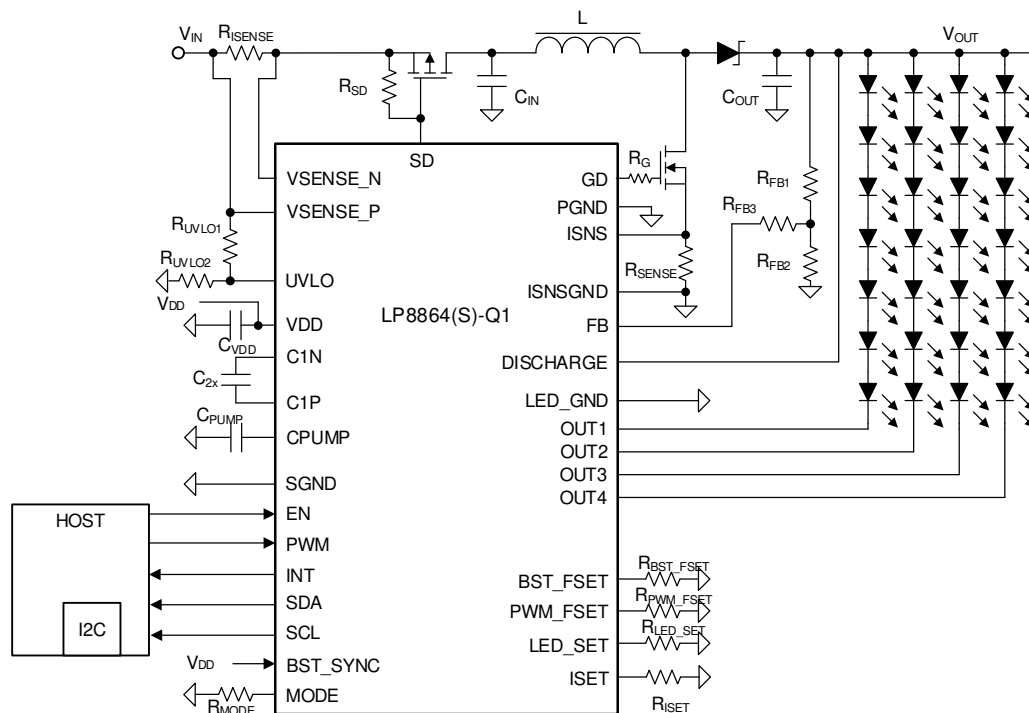 VIN
RISENSE
L
VOUT
RSD
CIN
COUT
SD
RG
GD
VSENSE_N
PGND
RFB1
VSENSE_P
RFB3
ISNS
RUVLO1
RSENSE
RFB2
RUVLO2
UVLO
ISNSGND
VDD
LP8864(S)-Q1
VDD
FB
CVDD
C1N
DISCHARGE
C2x
C1P
LED_GND
CPUMP
OUT1
CPUMP
OUT2
OUT3
SGND
OUT4
HOST
EN
PWM
INT
BST_FSET
RBST_FSET
SDA
PWM_FSET
RPWM_FSET
I2C
SCL
LED_SET
RLED_SET
VDD
BST_SYNC
ISET
MODE
RMODE
RISET